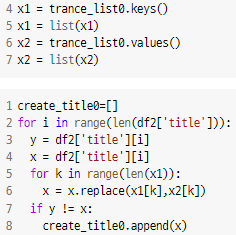 4 x1 = trance_list0.keys()
5 x1 = list(x1)
6 x2 = trance_list0.values()
7 x2 = list(x2)
1 create_title0=[]
2 for i in range(len(df2['title'])):
3   y = df2['title'][i]
4   x = df2['title'][i]
5   for k in range(len(x1)):
6     x = x.replace(x1[k],x2[k])
7   if y != x:
8     create_title0.append(x)